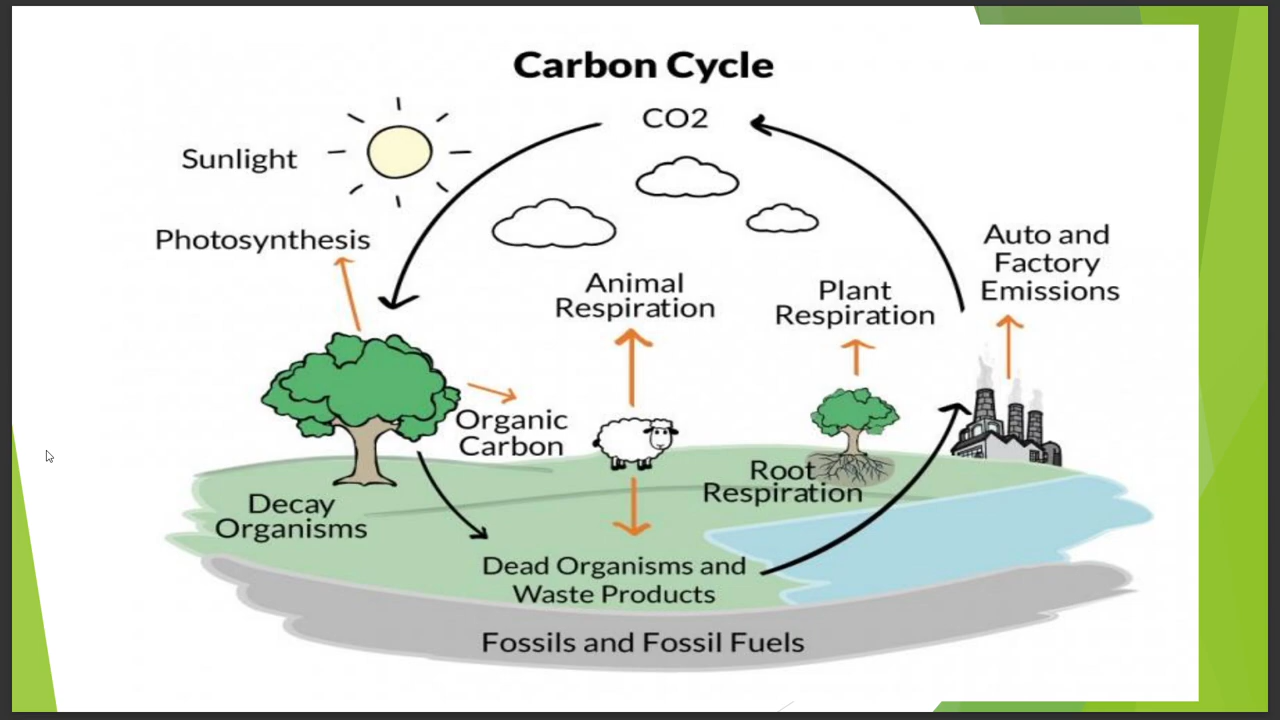 Carbon Cycle
CO2
Sunlight
Photosynthesis
Auto and
Factory
Emissions
Animal
Respiration
Plant
Respiration
Organic
Carbon
Root
Respiration
Decay
Organisms
Dead Organisms and
Waste Products
Fossils and Fossil Fuels